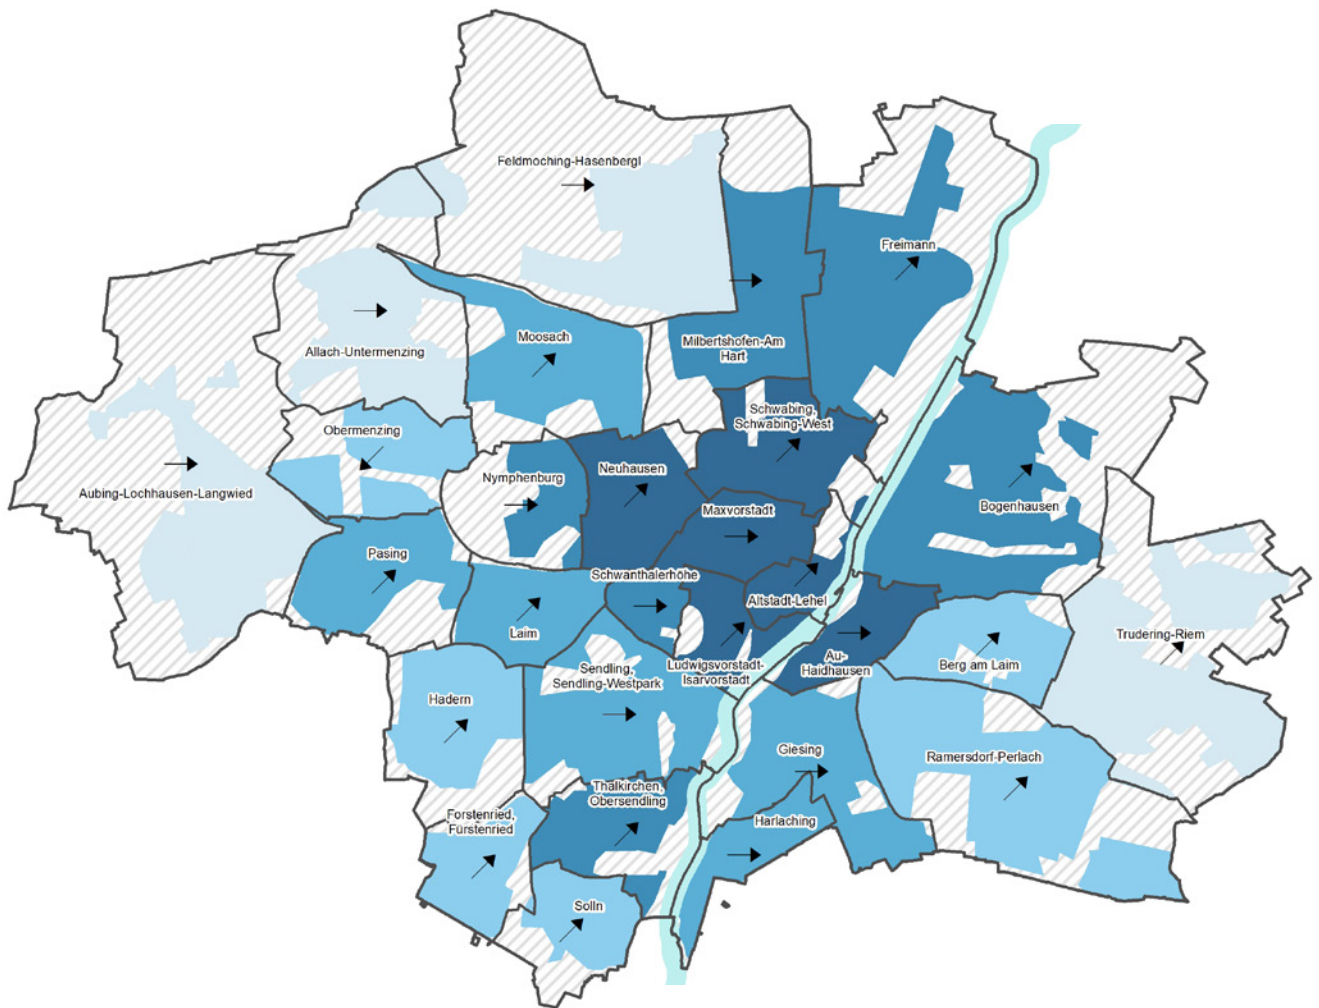 Feldmoching-Hasenbergl
Freimann
Moosach
Milbertshofen-Am
Hart
Allach-Untermenzing
Schwabing,
Schwabing-West
Obermenzing
Neuhausen
Nymphenburg
Aubing-Lochhausen-Langwied
Maxvorstadt
Bogenhausen
Pasing
Schwanthalerhöhe
Altstadt-Lehel
Laim
Trudering-Riem
Au-
Haidhausen
Berg am Laim
Ludwigsvorstadt-
Isarvorstadt
Sendling,
Sendling-Westpark
Hadern
Giesing
Ramersdorf-Perlach
Thalkirchen,
Obersendling
Forstenried,
Fürstenried
Harlaching
Solln